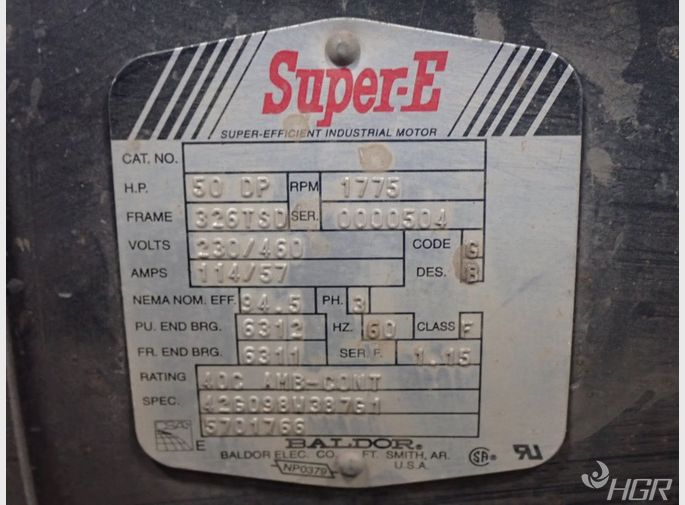 Super-E
SUPER-EFFICIENT INDUSTRIAL MOTOR
CAT. NO.
H.P. 50 DP RPM 1775
FRAME 326TSD SER. 0000504
VOLTS 230/460 CODE G
AMPS 114/57 DES. B
NEMA NOM. EFF. 94.5 PH. 3
PU. END BRG. 6312 HZ. 60 CLASS F
FR. END BRG. 6311 SER. F. 1.15
RATING 40C AMB-CONT
SPEC. 42G098W387G1
5701766
E BALDOR®
BALDOR ELEC. CO. FT. SMITH, AR.
U.S.A.
NP0379
SA®
HGR